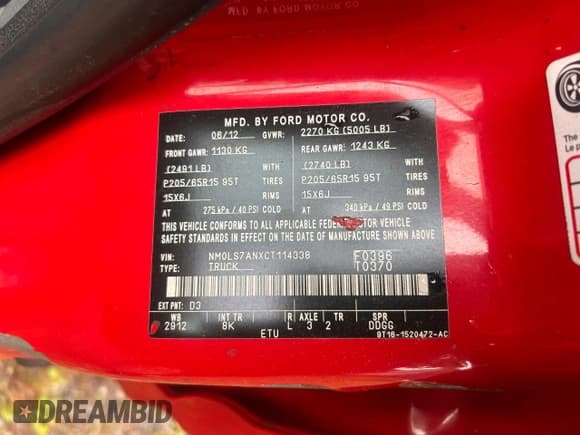 MFD. BY FORD MOTOR CO.
DATE: 06/12 GVWR: 2270 KG (5005 LB)
FRONT GAWR: 1130 KG REAR GAWR: 1243 KG
(2491 LB) WITH (2740 LB) WITH
P205/65R15 95T TIRES P205/65R15 95T TIRES
15X6J RIMS 15X6J RIMS
AT 275 kPa / 40 PSI COLD AT 340 kPa / 49 PSI COLD
THIS VEHICLE CONFORMS TO ALL APPLICABLE MOTOR VEHICLE
SAFETY STANDARDS IN EFFECT ON THE DATE OF MANUFACTURE SHOWN ABOVE.
VIN: NM0LS7ANXCT114338 F0396
TYPE: TRUCK T0370
EXT PNT: D3
WB INT TR R AXLE TR SPR
2912 8K L 3 2 DDGG
ETU 9T16-1520472-AC
DREAMBID